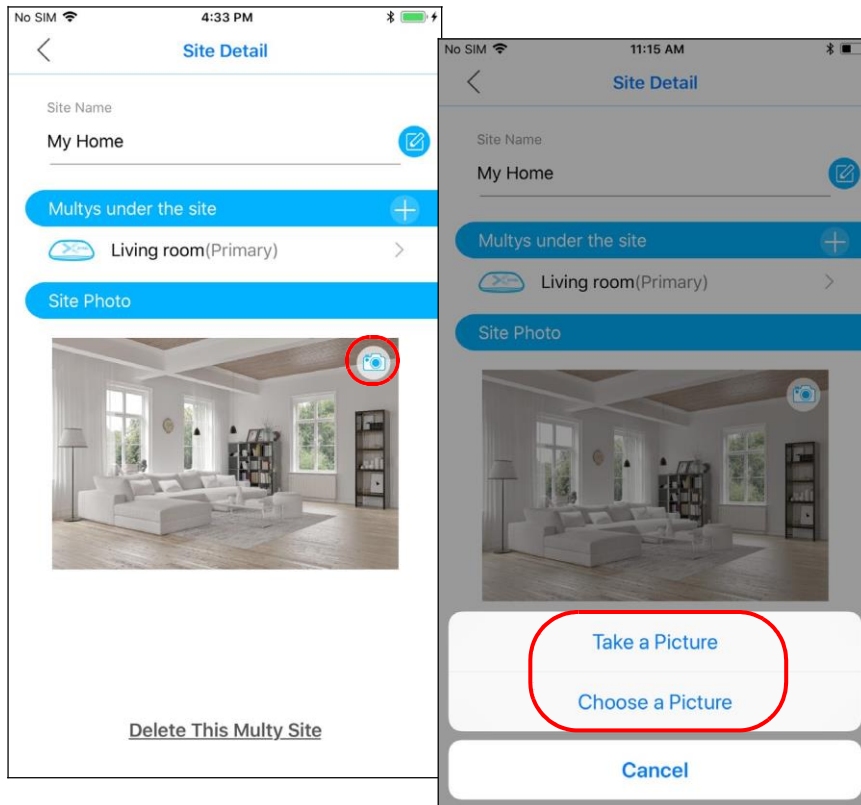 No SIM 4:33 PM
Site Detail
Site Name
My Home
Multys under the site
Living room(Primary)
Site Photo
Delete This Multy Site
No SIM 11:15 AM
Site Detail
Site Name
My Home
Multys under the site
Living room(Primary)
Site Photo
Take a Picture
Choose a Picture
Cancel